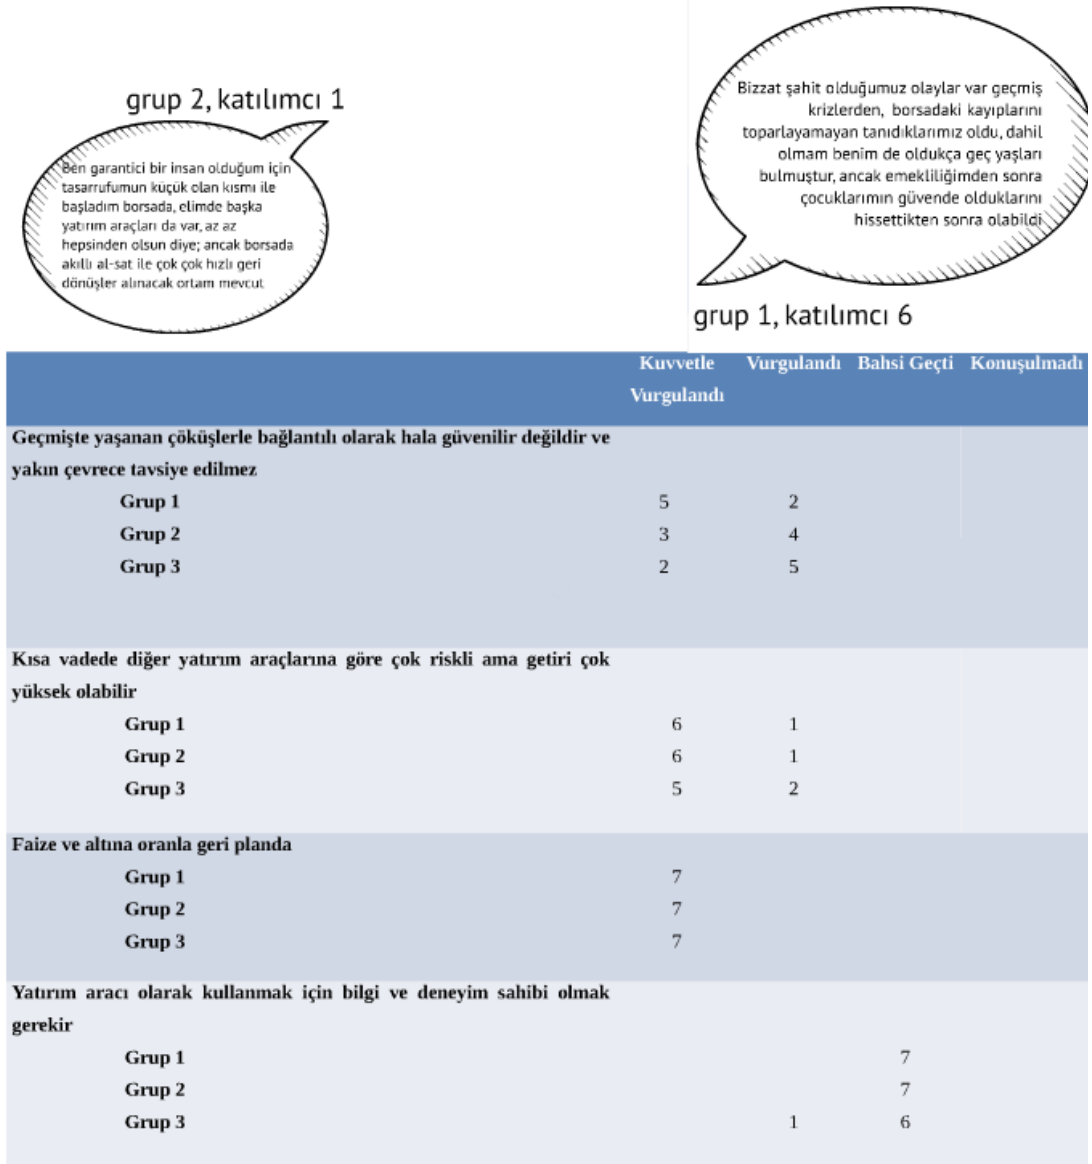 grup 2, katılımcı 1
Ben garantici bir insan olduğum için
tasarrufumun küçük olan kısmı ile
başladım borsada, elimde başka
yatırım araçları da var, az az
hepsinden olsun diye; ancak borsada
akıllı al-sat ile çok çok hızlı geri
dönüşler alınacak ortam mevcut
Bizzat şahit olduğumuz olaylar var geçmiş
krizlerden, borsadaki kayıplarını
toparlayamayan tanıdıklarımız oldu, dahil
olmam benim de oldukça geç yaşları
bulmuştur, ancak emekliliğimden sonra
çocuklarımın güvende olduklarını
hissettikten sonra olabildi
grup 1, katılımcı 6
Kuvvetle Vurgulandı Bahsi Geçti Konuşulmadı
Vurgulandı
Geçmişte yaşanan çöküşlerle bağlantılı olarak hala güvenilir değildir ve
yakın çevrece tavsiye edilmez
Grup 1 5 2
Grup 2 3 4
Grup 3 2 5
Kısa vadede diğer yatırım araçlarına göre çok riskli ama getiri çok
yüksek olabilir
Grup 1 6 1
Grup 2 6 1
Grup 3 5 2
Faize ve altına oranla geri planda
Grup 1 7
Grup 2 7
Grup 3 7
Yatırım aracı olarak kullanmak için bilgi ve deneyim sahibi olmak
gerekir
Grup 1 7
Grup 2 7
Grup 3 1 6